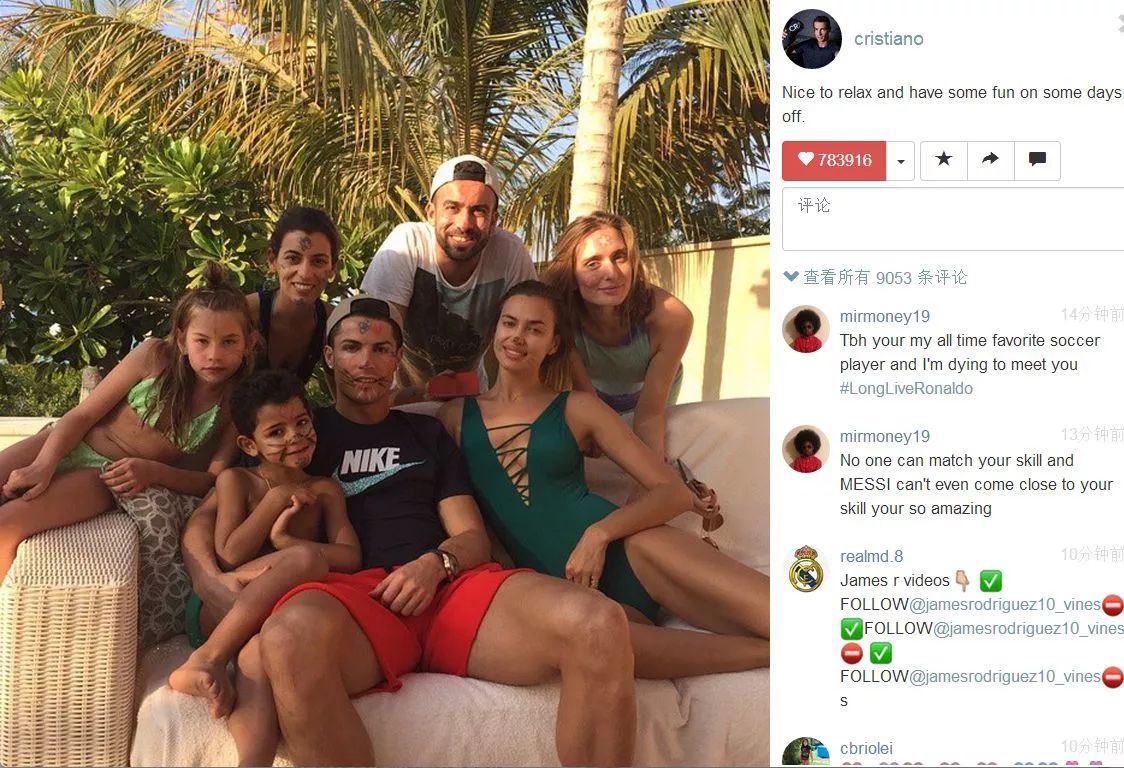 cristiano
Nice to relax and have some fun on some days
off.
783916
评论
查看所有 9053 条评论
mirmoney19 14分钟前
Tbh your my all time favorite soccer
player and I'm dying to meet you
#LongLiveRonaldo
mirmoney19 13分钟前
No one can match your skill and
MESSI can't even come close to your
skill your so amazing
realmd.8 10分钟前
James r videos👇🏼✅
FOLLOW@jamesrodriguez10_vines⛔
✅FOLLOW@jamesrodriguez10_vines
⛔✅
FOLLOW@jamesrodriguez10_vines⛔
s
cbriolei 10分钟前
NIKE